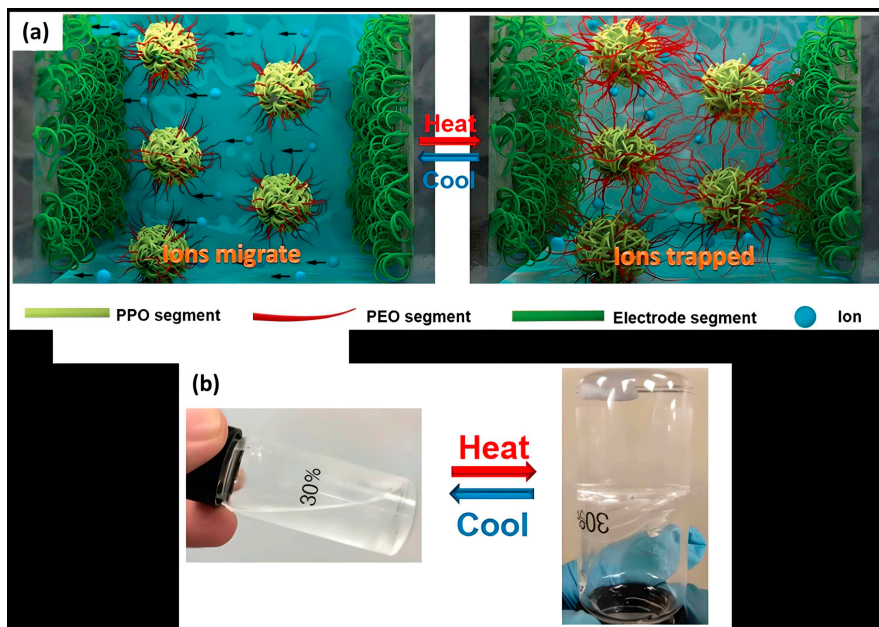 (a)
Heat
Cool
Ions migrate
Ions trapped
PPO segment
PEO segment
Electrode segment
Ion
(b)
30%
Heat
Cool
30%